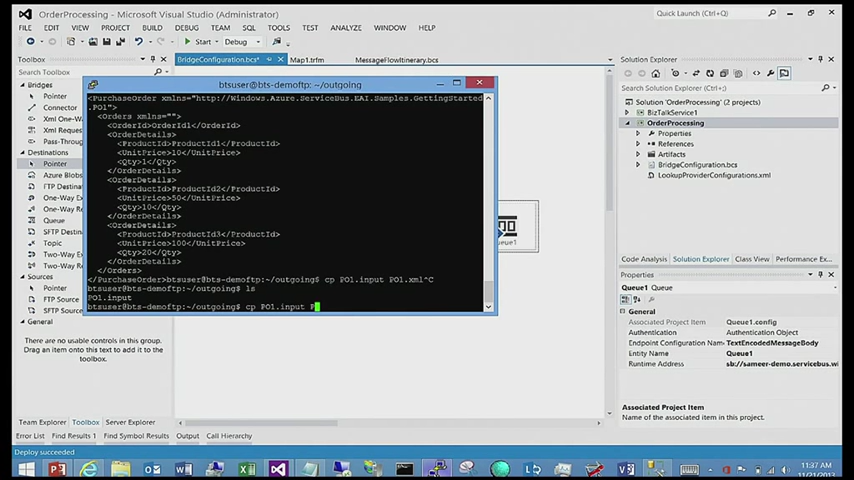 OrderProcessing - Microsoft Visual Studio (Administrator)
Quick Launch (Ctrl+Q)
FILE EDIT VIEW PROJECT BUILD DEBUG TEAM SQL TOOLS TEST ANALYZE WINDOW HELP
Start Debug
Toolbox
Search Toolbox
Bridges
Pointer
Connector
Xml One-Wa
Xml Request
Pass-Throug
Destinations
Pointer
Azure Blobs
FTP Destina
One-Way Ex
One-Way Re
Queue
SFTP Destina
Topic
Sources
Pointer
FTP Source
SFTP Source
General
There are no usable controls in this group.
Drag an item onto this text to add it to the
toolbox.
Team Explorer Toolbox Server Explorer
BridgeConfiguration.bcs* Map1.trfm MessageFlowItinerary.bcs
btsuser@bts-demoftp: ~/outgoing
<PurchaseOrder xmlns="http://Windows.Azure.ServiceBus.EAI.Samples.GettingStarted
.PO1">
<Orders xmlns="">
<OrderId>OrderId1</OrderId>
<OrderDetails>
<ProductId>ProductId1</ProductId>
<UnitPrice>10</UnitPrice>
<Qty>1</Qty>
</OrderDetails>
<OrderDetails>
<ProductId>ProductId2</ProductId>
<UnitPrice>50</UnitPrice>
<Qty>10</Qty>
</OrderDetails>
<OrderDetails>
<ProductId>ProductId3</ProductId>
<UnitPrice>100</UnitPrice>
<Qty>20</Qty>
</OrderDetails>
</Orders>
</PurchaseOrder>btsuser@bts-demoftp:~/outgoing$ cp PO1.input PO1.xml^C
btsuser@bts-demoftp:~/outgoing$ ls
PO1.input
btsuser@bts-demoftp:~/outgoing$ cp PO1.input P
ueue1
Solution Explorer
Search Solution Explorer (Ctrl+;)
Solution 'OrderProcessing' (2 projects)
BizTalkService1
OrderProcessing
Properties
References
Artifacts
BridgeConfiguration.bcs
LookupProviderConfigurations.xml
Code Analysis Solution Explorer Class View
Properties
Queue1 Queue
General
Associated Project Item Queue1.config
Authentication Authentication Object
Endpoint Configuration Name TextEncodedMessageBody
Entity Name Queue1
Runtime Address sb://sameer-demo.servicebus.wi
Associated Project Item
Name of the associated item of this project.
Error List Find Results 1 Find Symbol Results Output Call Hierarchy
Deploy succeeded
11:37 AM
11/21/2013